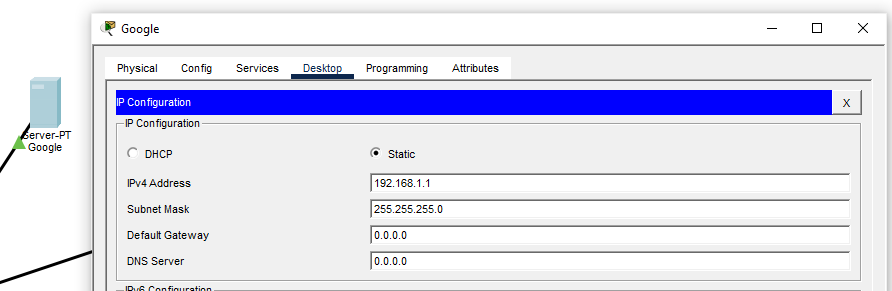 Google
Physical Config Services Desktop Programming Attributes
Server-PT
Google
IP Configuration X
IP Configuration
DHCP Static
IPv4 Address 192.168.1.1
Subnet Mask 255.255.255.0
Default Gateway 0.0.0.0
DNS Server 0.0.0.0
IPv6 Configuration